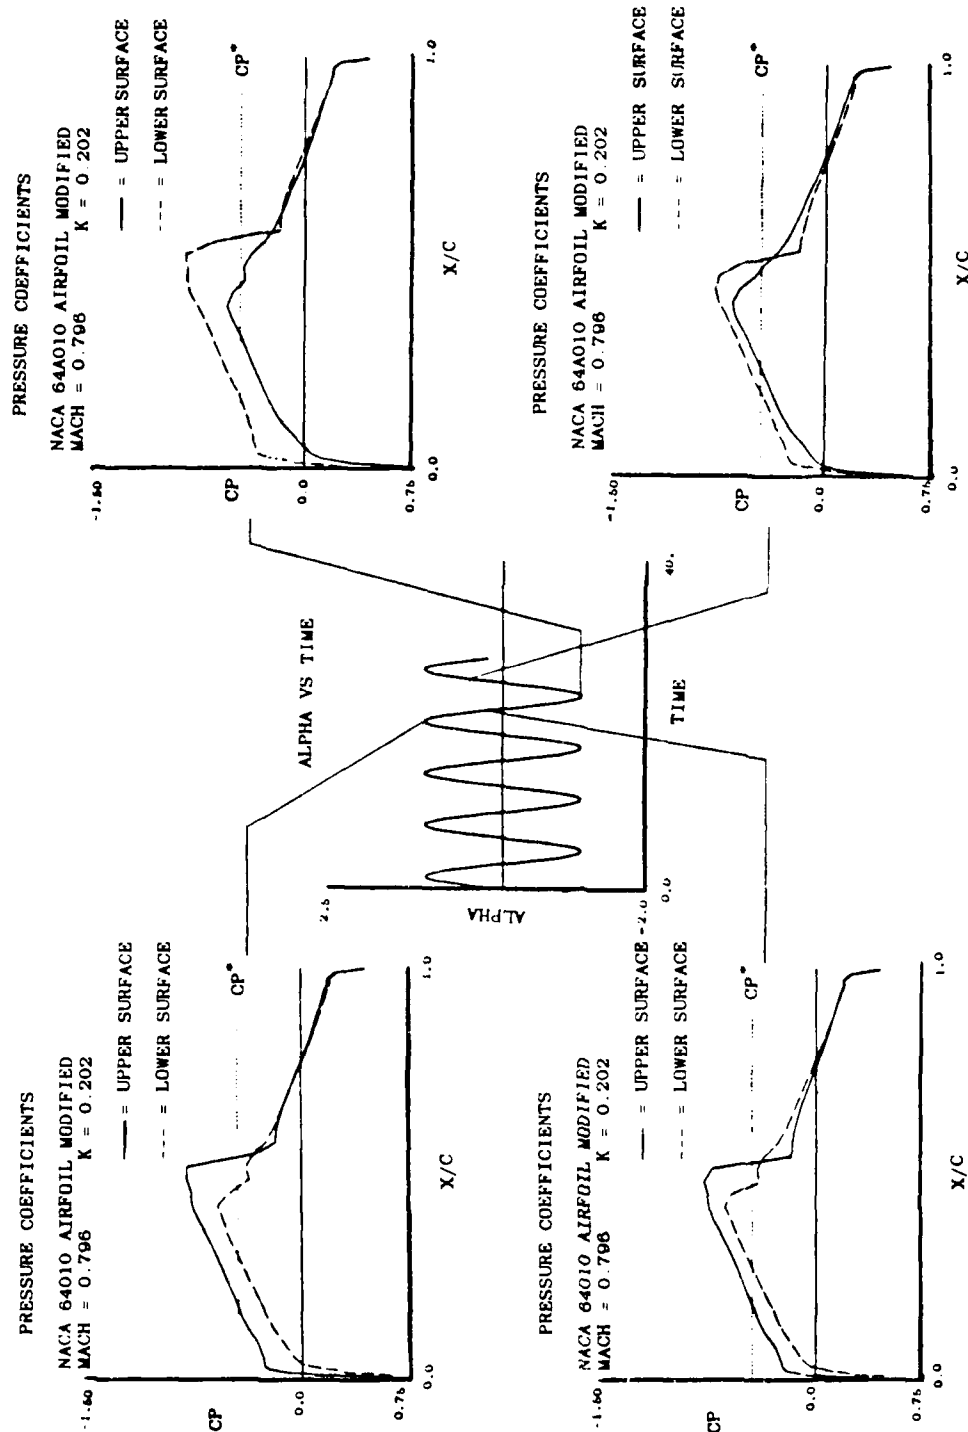 PRESSURE COEFFICIENTS
NACA 64010 AIRFOIL MODIFIED
MACH = 0.796 K = 0.202
= UPPER SURFACE
= LOWER SURFACE
-1.50
CP
CP*
0.0
0.75
0.0
1.0
X/C
PRESSURE COEFFICIENTS
NACA 64A010 AIRFOIL MODIFIED
MACH = 0.796 K = 0.202
= UPPER SURFACE
= LOWER SURFACE
-1.50
CP
CP*
0.0
0.75
0.0
1.0
X/C
ALPHA VS TIME
2.5
ALPHA
-2.0
0.0
40.
TIME
PRESSURE COEFFICIENTS
NACA 64010 AIRFOIL MODIFIED
MACH = 0.796 K = 0.202
= UPPER SURFACE
= LOWER SURFACE
-1.50
CP
CP*
0.0
0.75
0.0
1.0
X/C
PRESSURE COEFFICIENTS
NACA 64A010 AIRFOIL MODIFIED
MACH = 0.796 K = 0.202
= UPPER SURFACE
= LOWER SURFACE
-1.50
CP
CP*
0.0
0.75
0.0
1.0
X/C